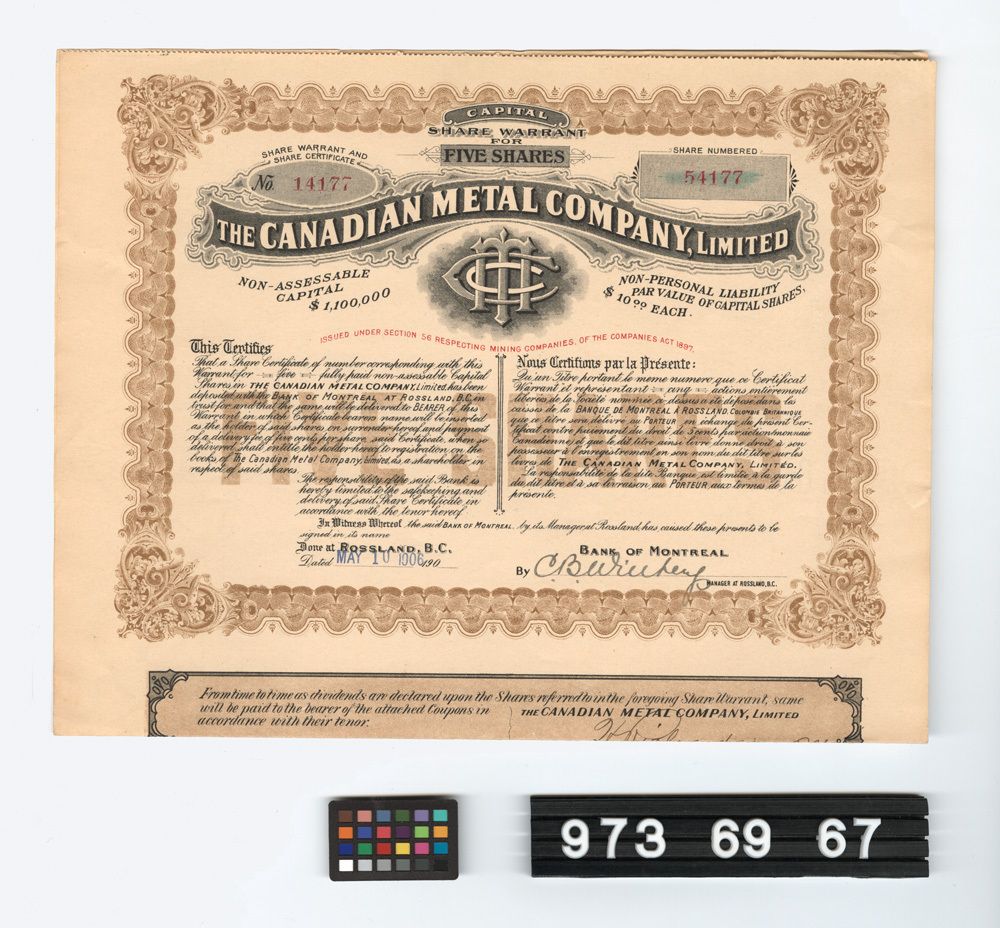 CAPITAL
SHARE WARRANT
FOR
FIVE SHARES
SHARE WARRANT AND
SHARE CERTIFICATE
No. 14177
SHARE NUMBERED
54177
THE CANADIAN METAL COMPANY, LIMITED
NON-ASSESSABLE
CAPITAL
$1,100,000
NON-PERSONAL LIABILITY
PAR VALUE OF CAPITAL SHARES,
$10.00 EACH.
ISSUED UNDER SECTION 56 RESPECTING MINING COMPANIES, OF THE COMPANIES ACT 1897.
This Certifies
That a Share Certificate of number corresponding with this
Warrant for five fully paid non-assessable Capital
Shares in THE CANADIAN METAL COMPANY, Limited, has been
deposited with the BANK OF MONTREAL AT ROSSLAND, B.C. in
trust for and that the same will be delivered to BEARER of this
Warrant in which Certificate bearers name will be inserted
as the holder of said shares on surrender hereof and payment
of a delivery fee of five cents per share, said Certificate, when so
delivered, shall entitle the holder to registration on the
books of The Canadian Metal Company, Limited, as a shareholder in
respect of said shares.
The responsibility of the said Bank is
hereby limited to the safekeeping and
delivery of said Share Certificate in
accordance with the tenor hereof.
Nous Certifions par la Présente:
Qu'un Titre portant le meme numero que ce Certificat
Warrant et representant cinq actions entièrement
liberées de la Société nommée ci-dessus a été déposé dans les
caisses de la BANQUE DE MONTREAL À ROSSLAND. COLOMBIE BRITANNIQUE
que ce titre sera délivré au PORTEUR en échange du présent Cer-
tificat contre paiement du droit de 5 cents par action (monnaie
Canadienne) et que le dit titre ainsi livré donne droit à son
possesseur à l'enregistrement en son nom du dit titre sur les
livres de THE CANADIAN METAL COMPANY, LIMITED.
La responsabilité de la dite Banque est limitée à la garde
du dit titre et à sa livraison au PORTEUR aux termes de la
présente.
In Witness Whereof the said BANK OF MONTREAL, by its Manager at Rossland has caused these presents to be
signed in its name
Done at ROSSLAND, B.C.
Dated MAY 10 1906 190
BANK OF MONTREAL
By
MANAGER AT ROSSLAND, B.C.
From time to time as dividends are declared upon the Shares referred to in the foregoing Share Warrant, same
will be paid to the bearer of the attached Coupons in
accordance with their tenor.
THE CANADIAN METAL COMPANY, LIMITED
973 69 67